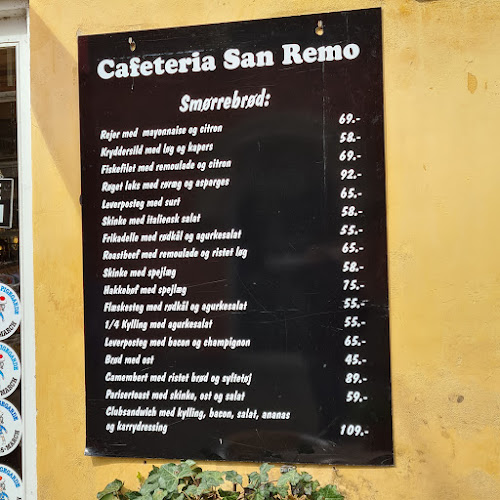 Cafeteria San Remo
Smørrebrød:
Rejer med mayonnaise og citron 69.-
Kryddersild med løg og kapers 58.-
Fiskefilet med remoulade og citron 69.-
Røget laks med røræg og asperges 92.-
Leverposteg med surt 65.-
Skinke med italiensk salat 58.-
Frikadelle med rødkål og agurkesalat 55.-
Roastbeef med remoulade og ristet løg 65.-
Skinke med spejlæg 58.-
Hakkebøf med spejlæg 75.-
Flæskesteg med rødkål og agurkesalat 55.-
1/4 Kylling med agurkesalat 55.-
Leverposteg med bacon og champignon 65.-
Brød med ost 45.-
Camembert med ristet brød og syltetøj 89.-
Parisertoast med skinke, ost og salat 59.-
Clubsandwich med kylling, bacon, salat, ananas
og karrydressing 109.-